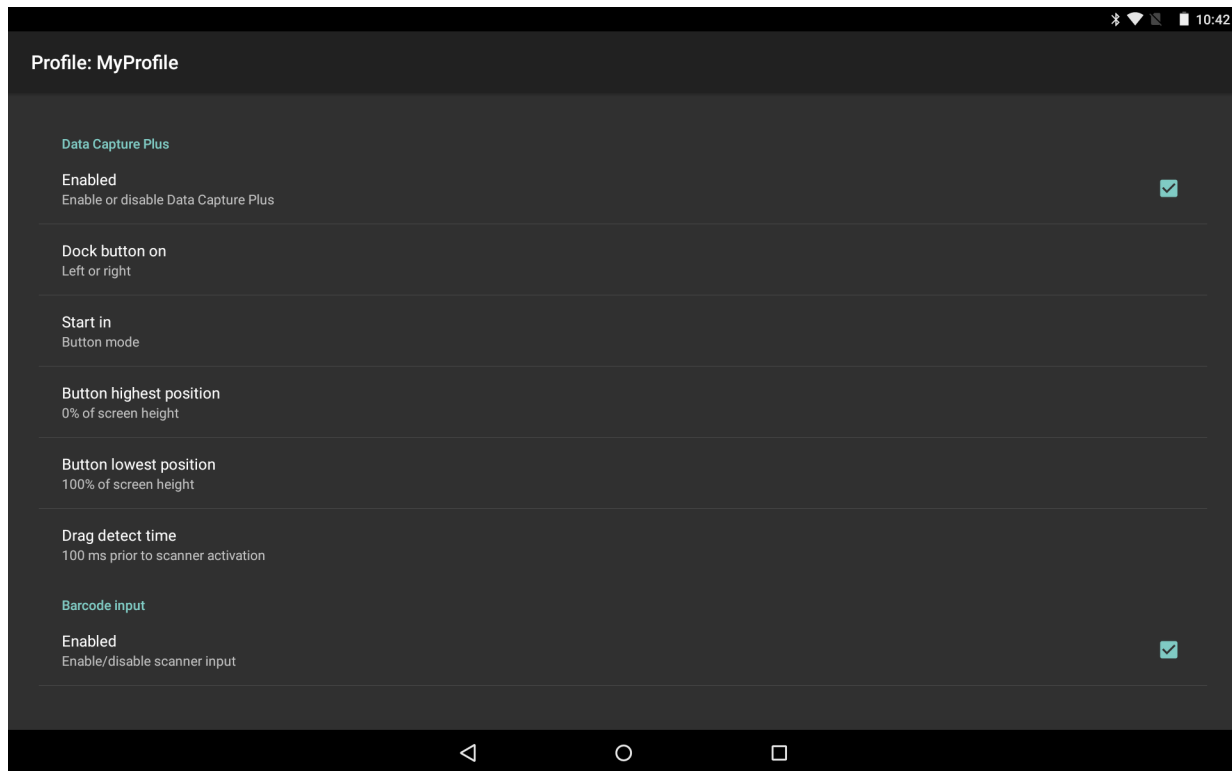 10:42
Profile: MyProfile
Data Capture Plus
Enabled
Enable or disable Data Capture Plus
Dock button on
Left or right
Start in
Button mode
Button highest position
0% of screen height
Button lowest position
100% of screen height
Drag detect time
100 ms prior to scanner activation
Barcode input
Enabled
Enable/disable scanner input